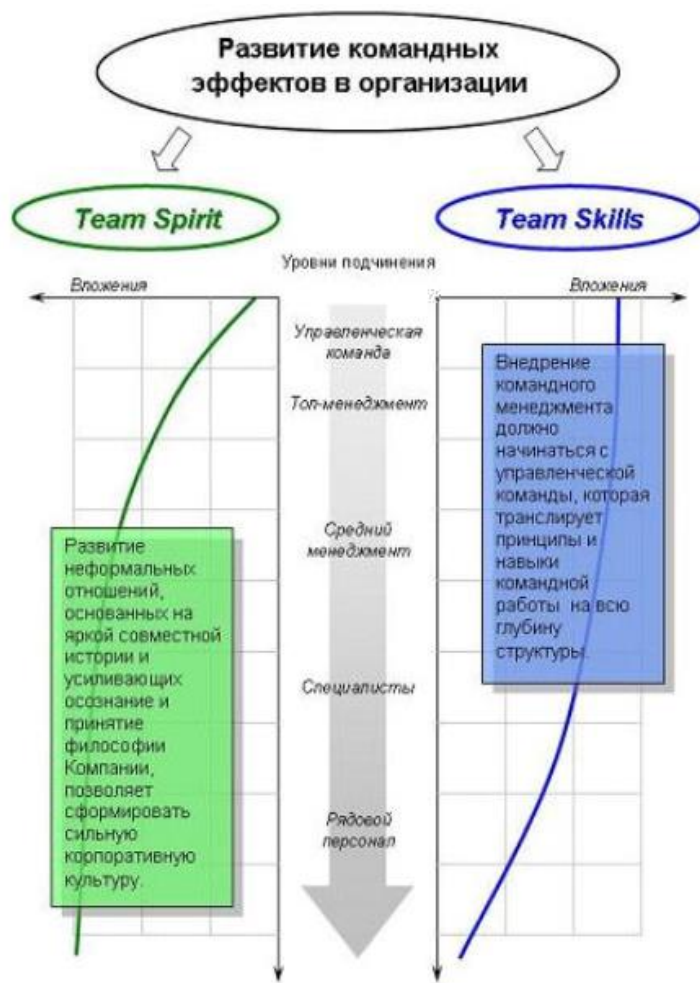 Развитие командных
эффектов в организации
Team Spirit
Team Skills
Уровни подчинения
Вложения
Вложения
Управленческая
команда
Топ-менеджмент
Средний
менеджмент
Специалисты
Рядовой
персонал
Развитие
неформальных
отношений,
основанных на
яркой совместной
истории и
усиливающих
осознание и
принятие
философии
Компании,
позволяет
сформировать
сильную
корпоративную
культуру.
Внедрение
командного
менеджмента
должно
начинаться с
управленческой
команды, которая
транслирует
принципы и
навыки
командной
работы на всю
глубину
структуры.